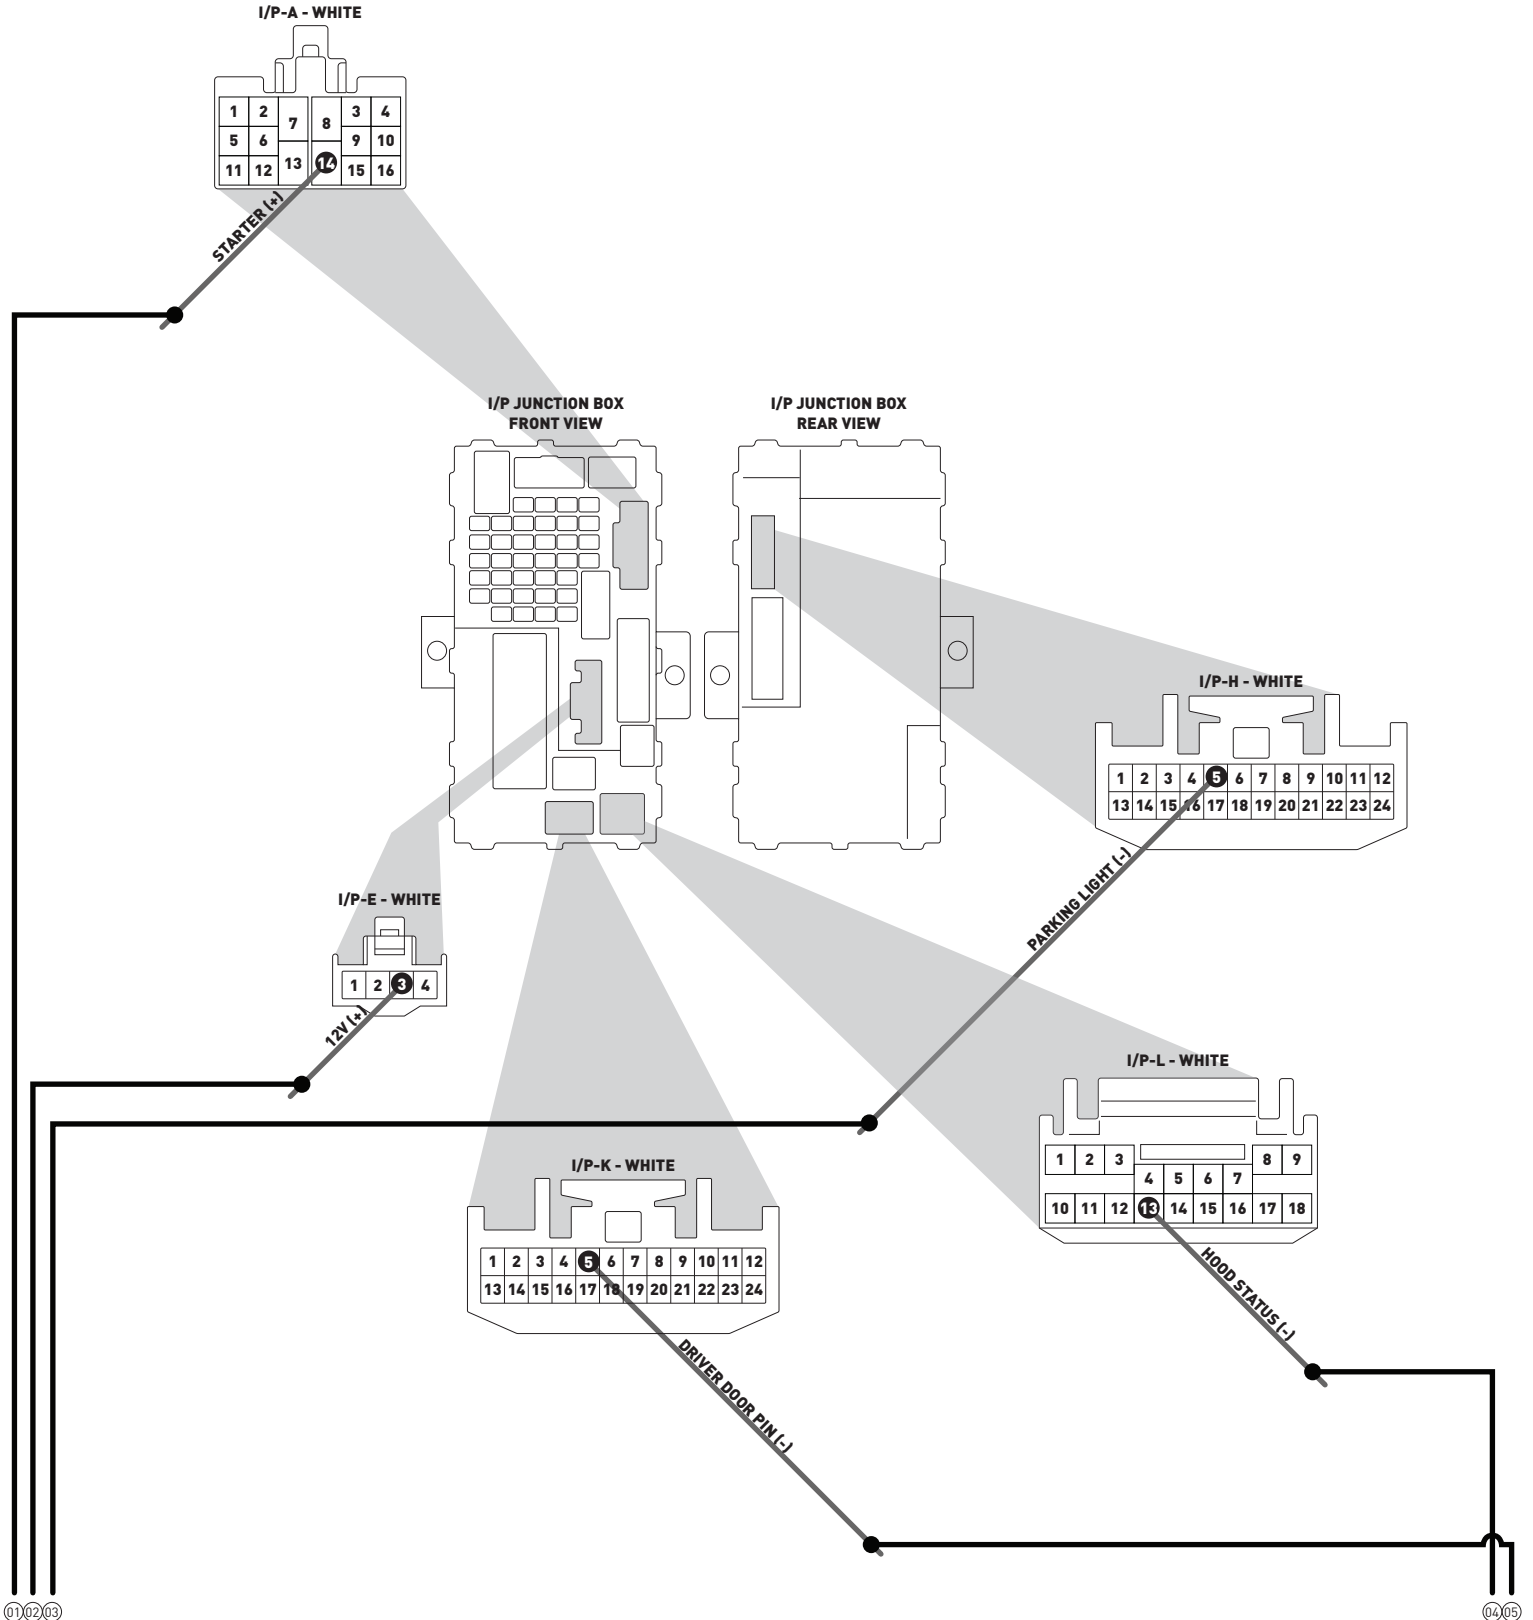 I/P-A - WHITE
1 2 7 8 3 4
5 6 9 10
11 12 13 14 15 16
STARTER (+)
I/P JUNCTION BOX
FRONT VIEW
I/P JUNCTION BOX
REAR VIEW
I/P-H - WHITE
1 2 3 4 5 6 7 8 9 10 11 12
13 14 15 16 17 18 19 20 21 22 23 24
PARKING LIGHT (-)
I/P-E - WHITE
1 2 3 4
12V (+)
I/P-L - WHITE
1 2 3 8 9
4 5 6 7
10 11 12 13 14 15 16 17 18
HOOD STATUS (-)
I/P-K - WHITE
1 2 3 4 5 6 7 8 9 10 11 12
13 14 15 16 17 18 19 20 21 22 23 24
DRIVER DOOR PIN (-)
01 02 03
04 05